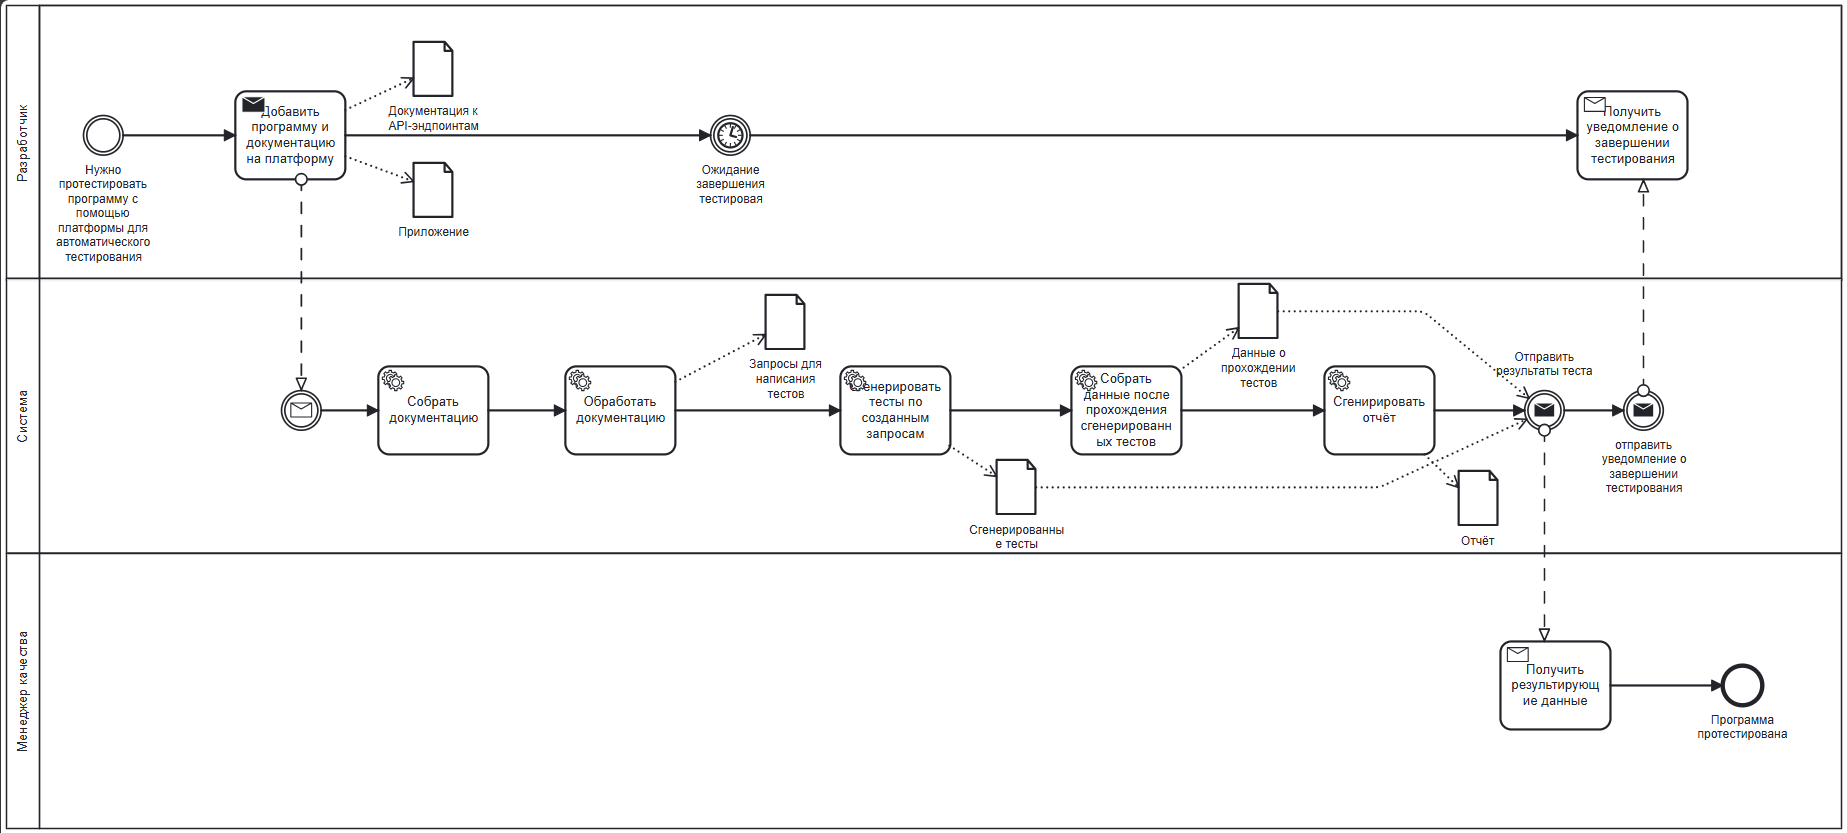 Разработчик
Нужно
протестировать
программу с
помощью
платформы для
автоматического
тестирования
Добавить
программу и
документацию
на платформу
Документация к
API-эндпоинтам
Приложение
Ожидание
завершения
тестировая
Получить
уведомление о
завершении
тестирования
Система
Собрать
документацию
Обработать
документацию
Запросы для
написания
тестов
Сгенерировать
тесты по
созданным
запросам
Сгенерированны
е тесты
Собрать
данные после
прохождения
сгенерированн
ых тестов
Данные о
прохождении
тестов
Сгенирировать
отчёт
Отчёт
Отправить
результаты теста
отправить
уведомление о
завершении
тестирования
Менеджер качества
Получить
результирующ
ие данные
Программа
протестирована